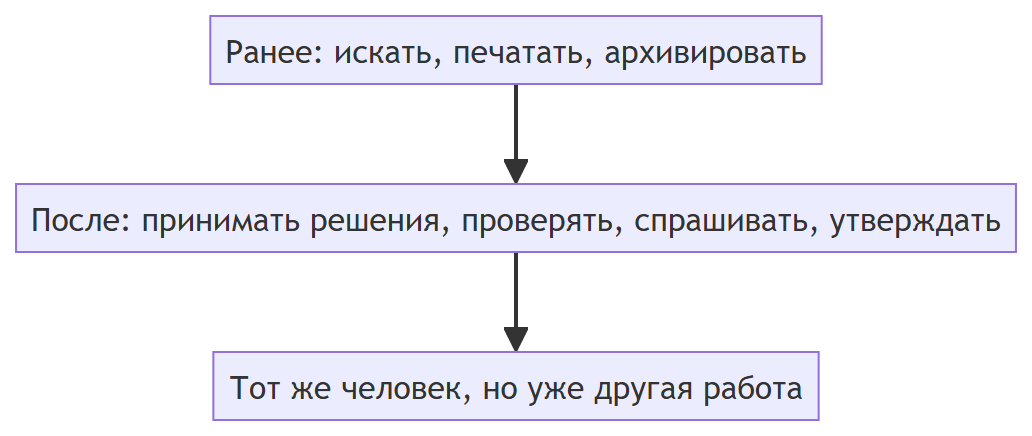 Ранее: искать, печатать, архивировать
После: принимать решения, проверять, спрашивать, утверждать
Тот же человек, но уже другая работа